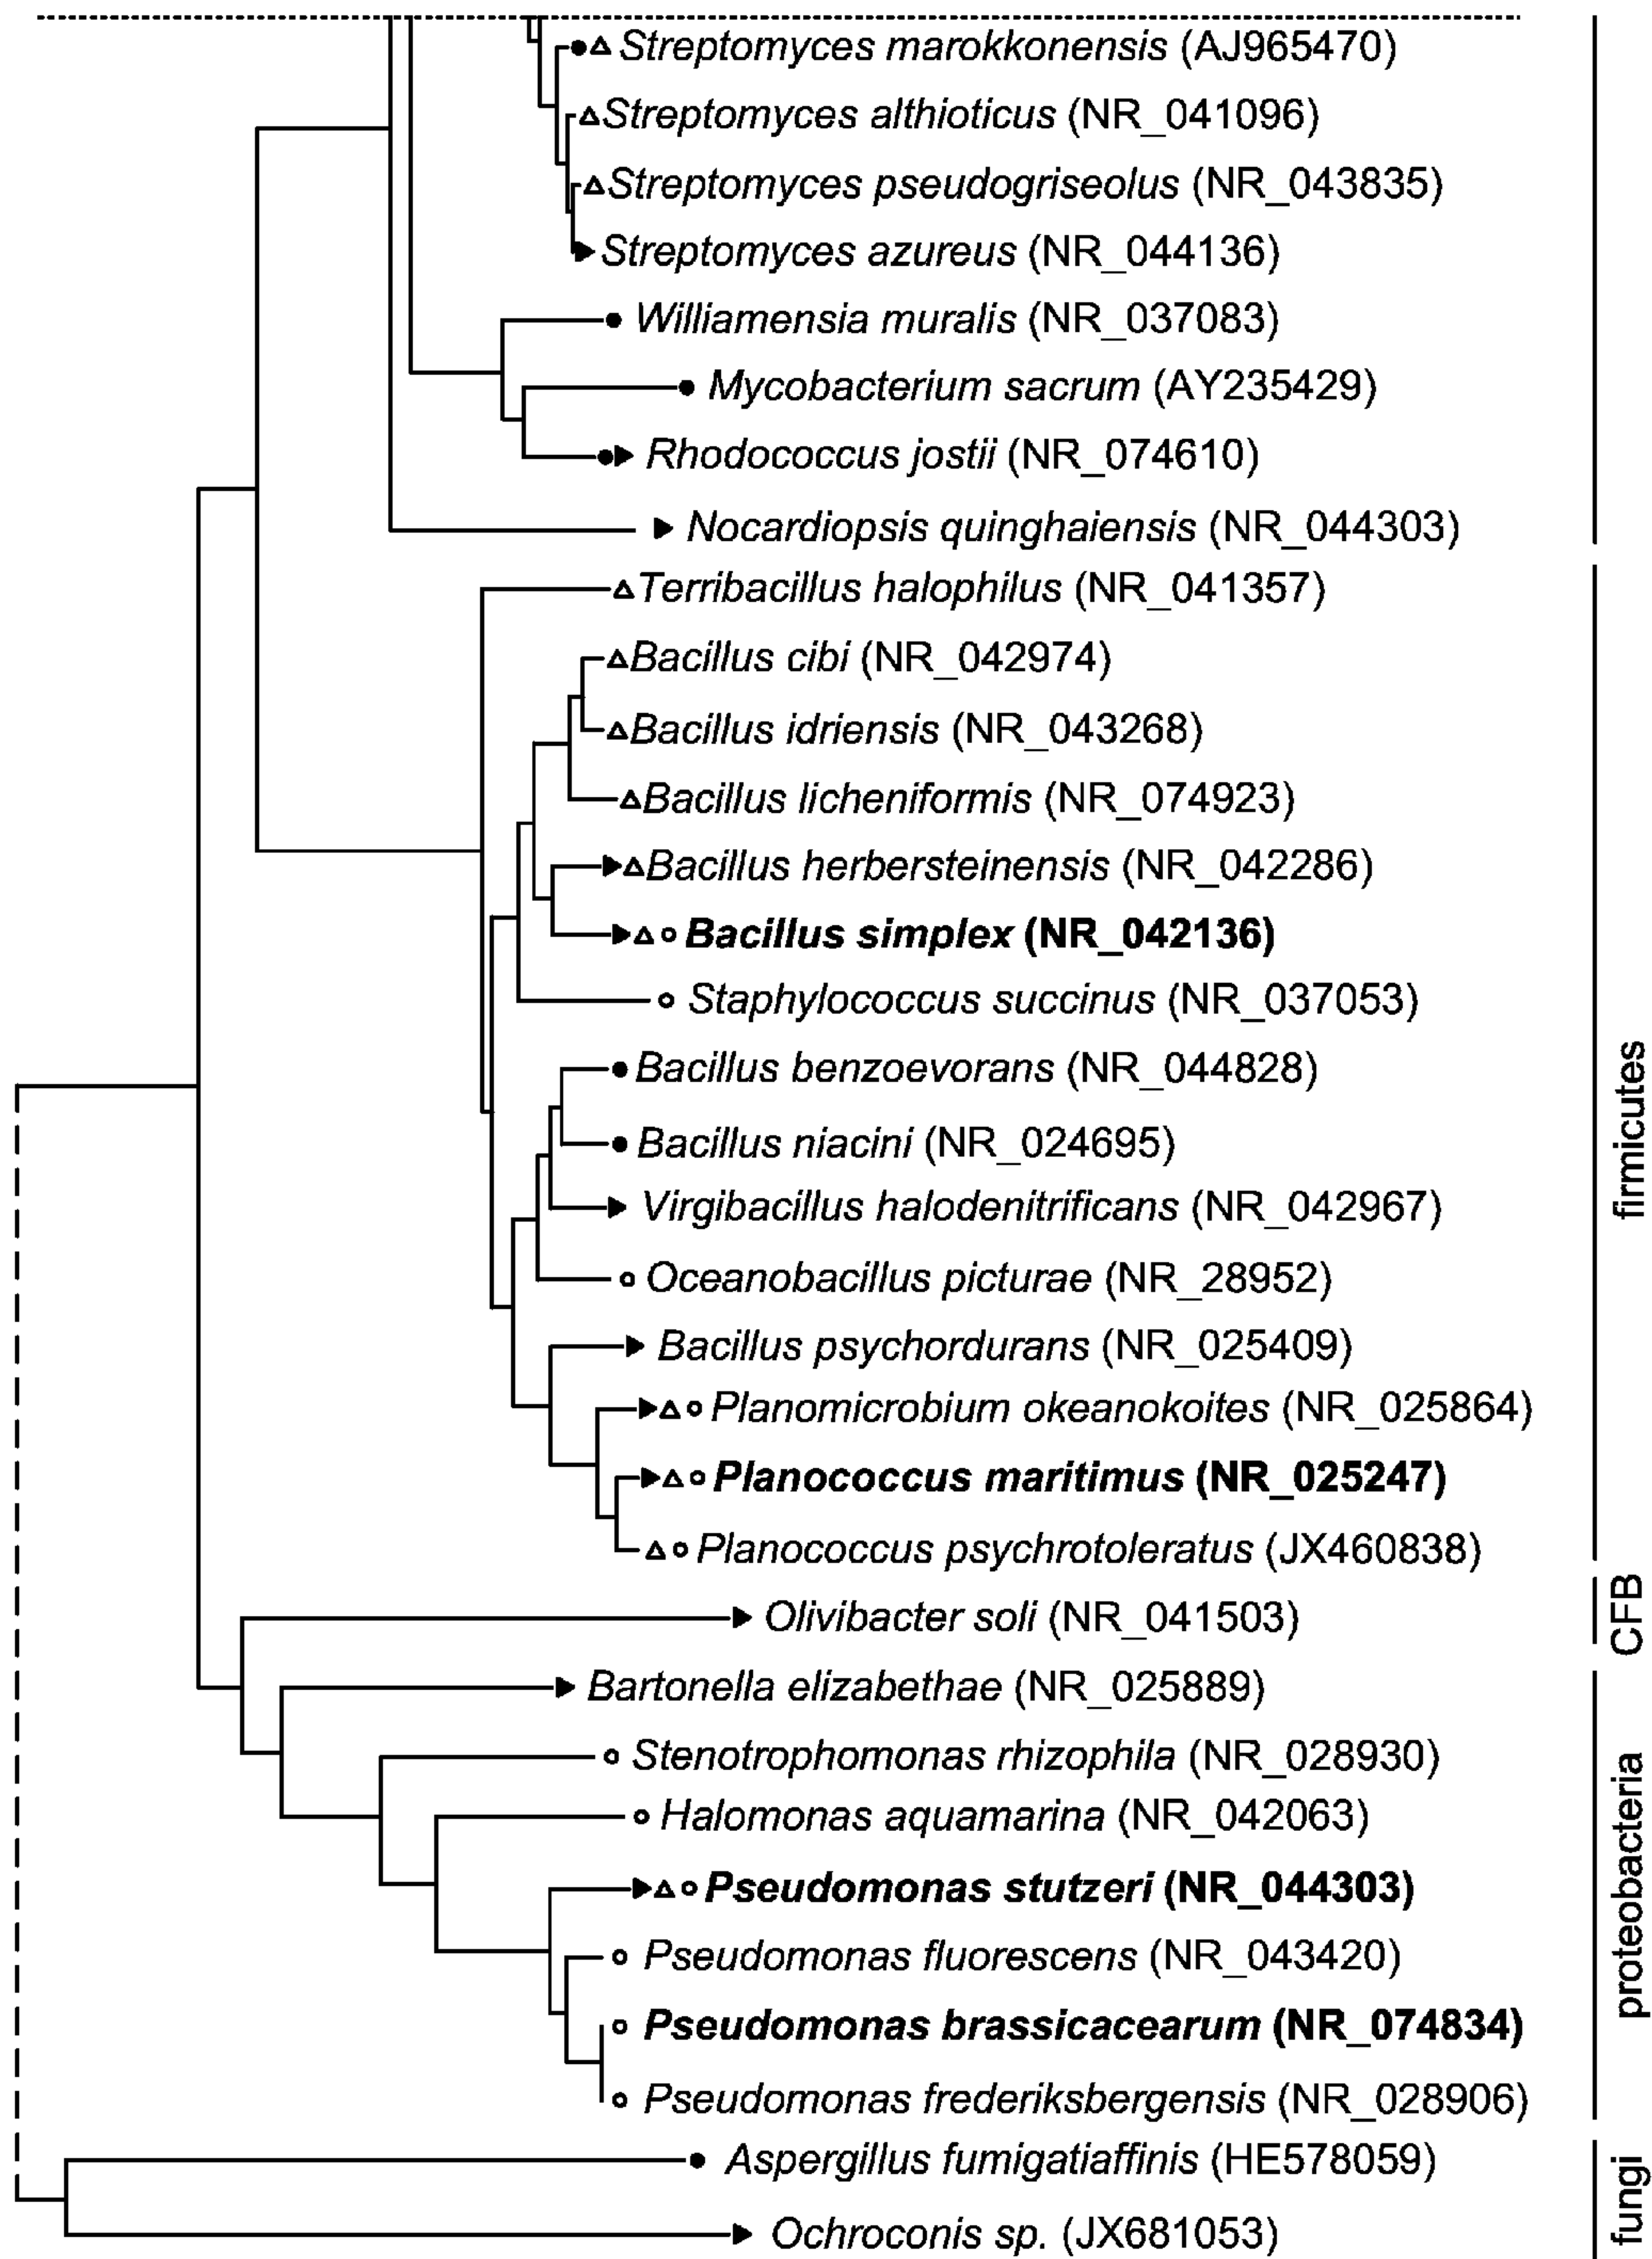 Streptomyces marokkonensis (AJ965470)
Streptomyces althioticus (NR_041096)
Streptomyces pseudogriseolus (NR_043835)
Streptomyces azureus (NR_044136)
Williamensia muralis (NR_037083)
Mycobacterium sacrum (AY235429)
Rhodococcus jostii (NR_074610)
Nocardiopsis quinghaiensis (NR_044303)
Terribacillus halophilus (NR_041357)
Bacillus cibi (NR_042974)
Bacillus idriensis (NR_043268)
Bacillus licheniformis (NR_074923)
Bacillus herbersteinensis (NR_042286)
Bacillus simplex (NR_042136)
Staphylococcus succinus (NR_037053)
Bacillus benzoevorans (NR_044828)
Bacillus niacini (NR_024695)
Virgibacillus halodenitrificans (NR_042967)
Oceanobacillus picturae (NR_28952)
Bacillus psychordurans (NR_025409)
Planomicrobium okeanokoites (NR_025864)
Planococcus maritimus (NR_025247)
Planococcus psychrotoleratus (JX460838)
firmicutes
Olivibacter soli (NR_041503)
CFB
Bartonella elizabethae (NR_025889)
Stenotrophomonas rhizophila (NR_028930)
Halomonas aquamarina (NR_042063)
Pseudomonas stutzeri (NR_044303)
Pseudomonas fluorescens (NR_043420)
Pseudomonas brassicacearum (NR_074834)
Pseudomonas frederiksbergensis (NR_028906)
proteobacteria
Aspergillus fumigatiaffinis (HE578059)
Ochroconis sp. (JX681053)
fungi